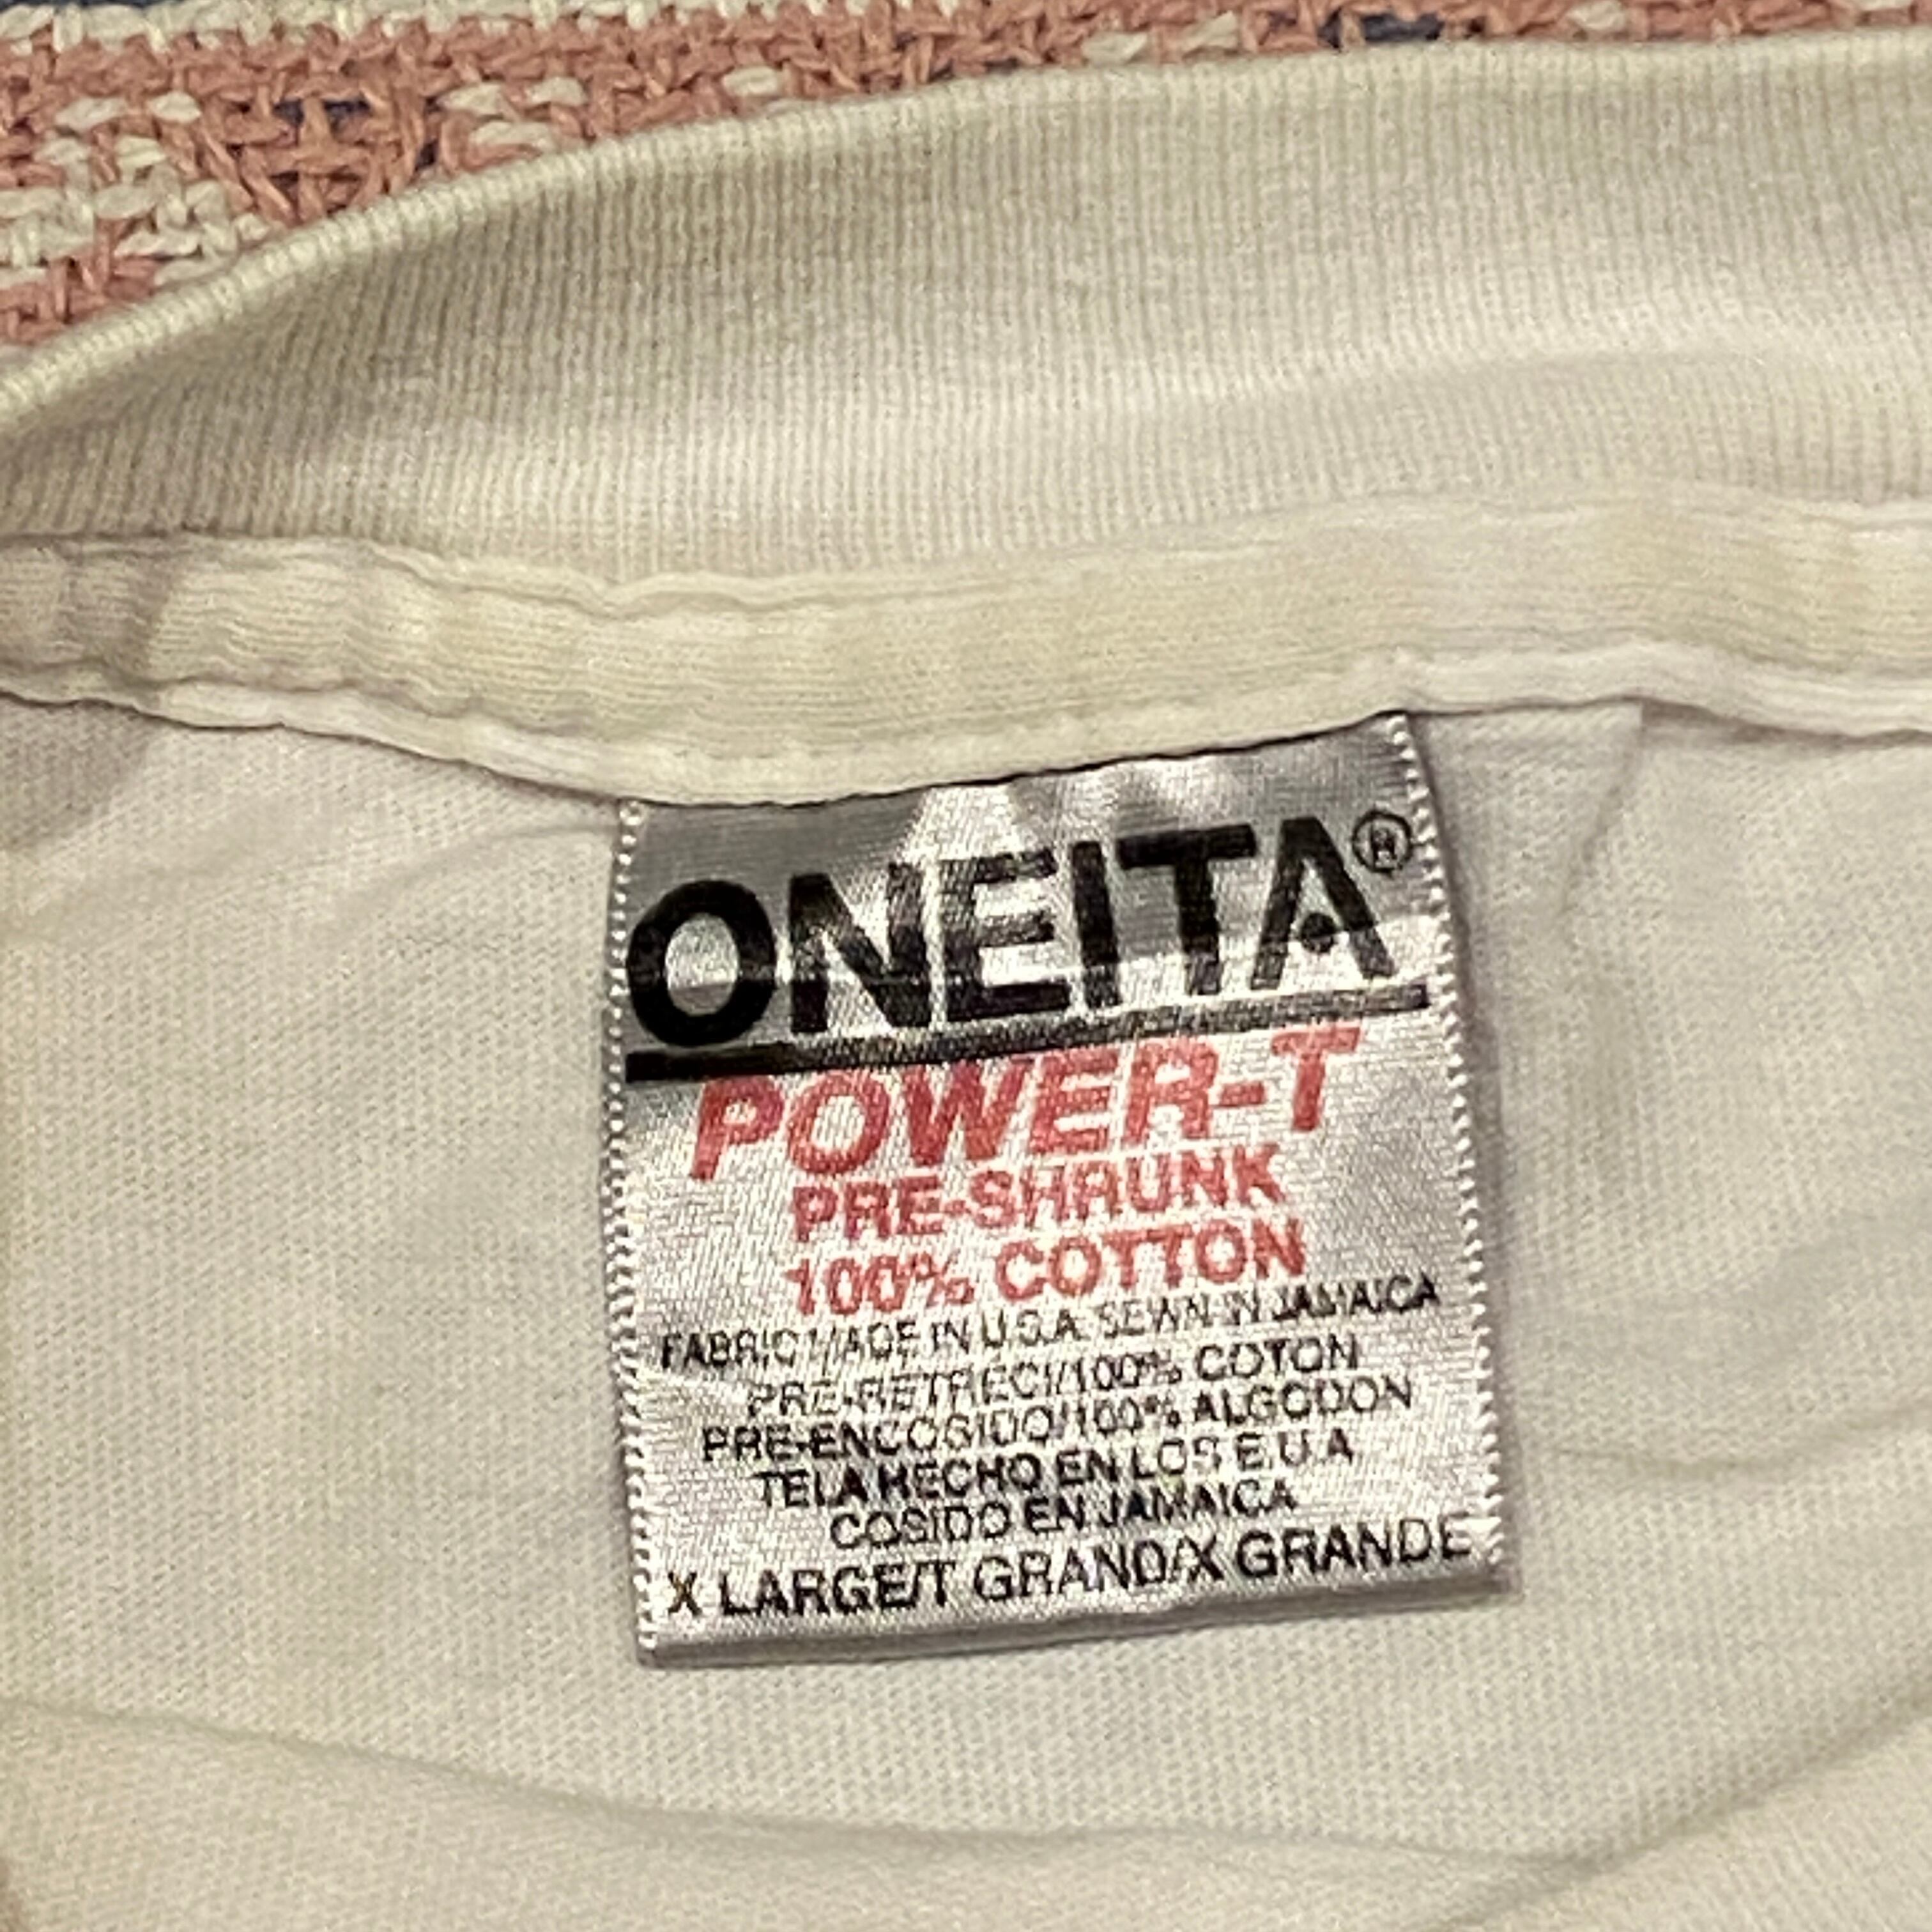 ONEITA®
POWER-T
PRE-SHRUNK
100% COTTON
FABRIC MADE IN U.S.A. SEWN IN JAMAICA
PRE-RETRECI/100% COTON
PRE-ENCOGIDO/100% ALGODON
TELA HECHO EN LOS E.U.A
COSIDO EN JAMAICA
X LARGE/T GRAND/X GRANDE